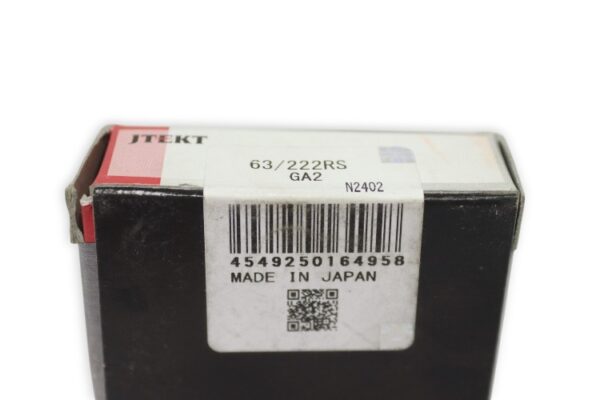 JTEKT
63/222RS
GA2
N2402
4549250164958
MADE IN JAPAN